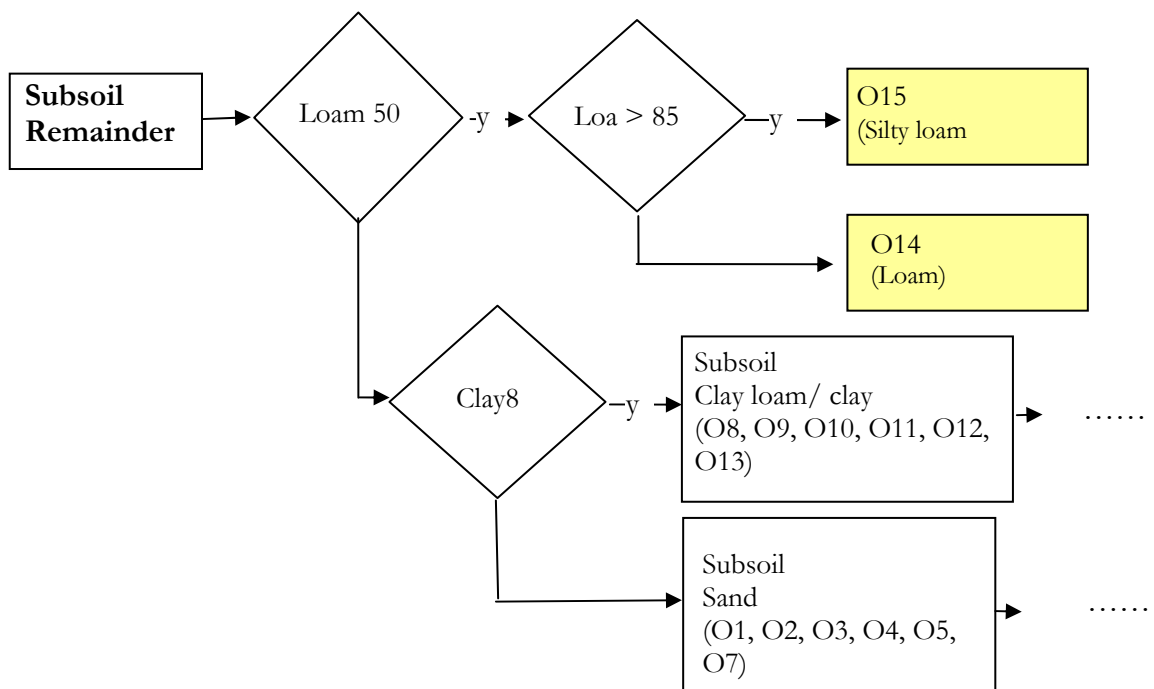 Subsoil
Remainder
Loam 50
-y
Loa > 85
—y
O15
(Silty loam
O14
(Loam)
Clay8
—y
Subsoil
Clay loam/ clay
(O8, O9, O10, O11, O12,
O13)
……
Subsoil
Sand
(O1, O2, O3, O4, O5,
O7)
……